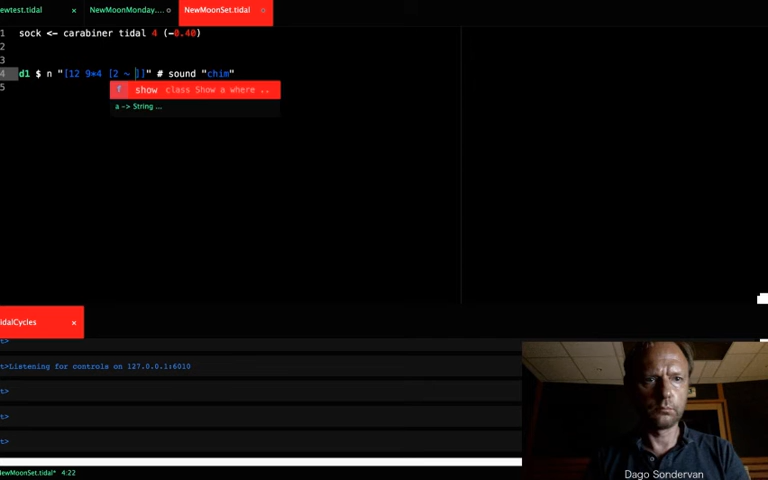 ewtest.tidal × NewMoonMonday.... NewMoonSet.tidal
1 sock <- carabiner tidal 4 (-0.40)
2
3
4 d1 $ n "[12 9*4 [2 ~ ]]" # sound "chim"
5
f show class Show a where ..
a -> String ...
idalCycles ×
t>
t>Listening for controls on 127.0.0.1:6010
t>
t>
t>
ewMoonSet.tidal* 4:22
Dago Sondervan